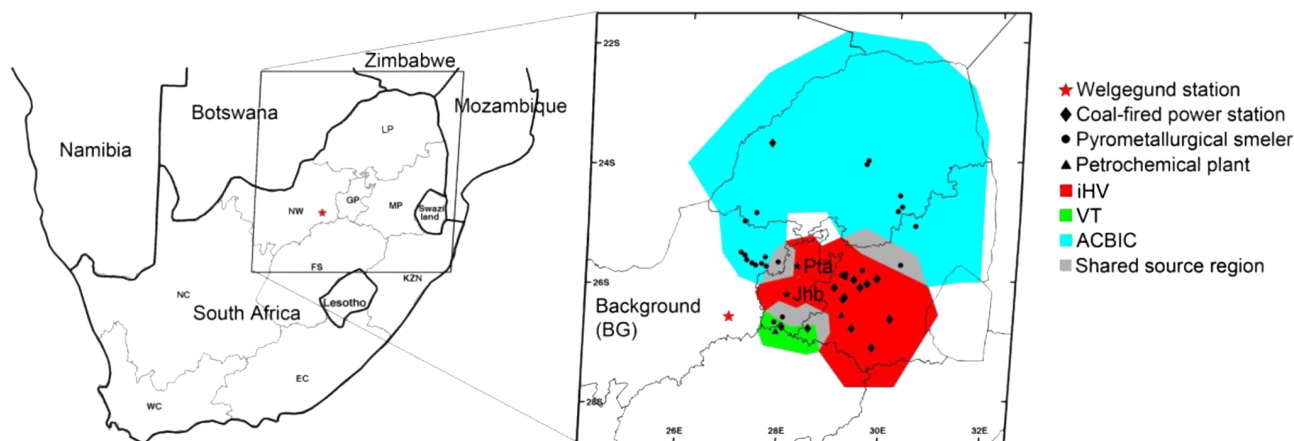 Zimbabwe
Botswana
Mozambique
Namibia
LP
NW
GP
MP
Swazi
land
FS
KZN
NC
South Africa
Lesotho
EC
WC
22S
24S
26S
28S
26E
28E
30E
32E
Pta
Jhb
Background
(BG)
Welgegund station
Coal-fired power station
Pyrometallurgical smeler
Petrochemical plant
iHV
VT
ACBIC
Shared source region